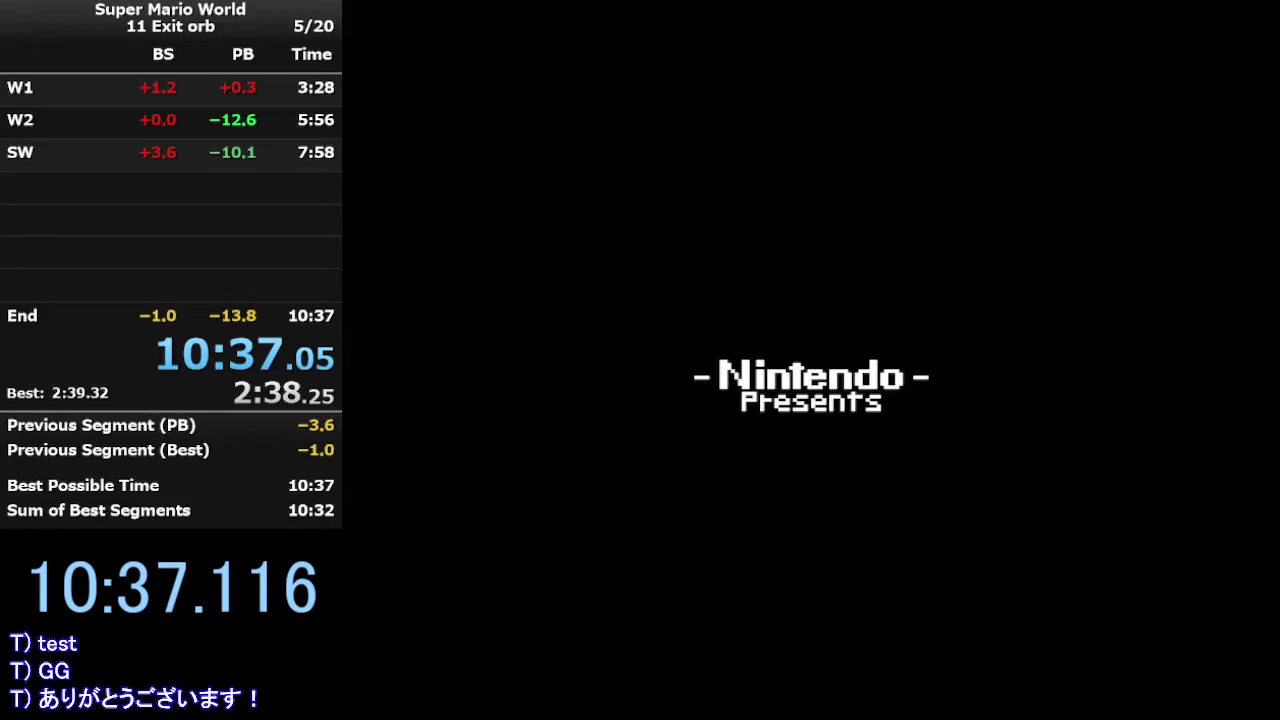 Super Mario World
11 Exit orb 5/20
BS PB Time
W1 +1.2 +0.3 3:28
W2 +0.0 −12.6 5:56
SW +3.6 −10.1 7:58
End −1.0 −13.8 10:37
10:37.05
Best: 2:39.32 2:38.25
Previous Segment (PB) −3.6
Previous Segment (Best) −1.0
Best Possible Time 10:37
Sum of Best Segments 10:32
10:37.116
T) test
T) GG
T) ありがとうございます！
- Nintendo -
Presents